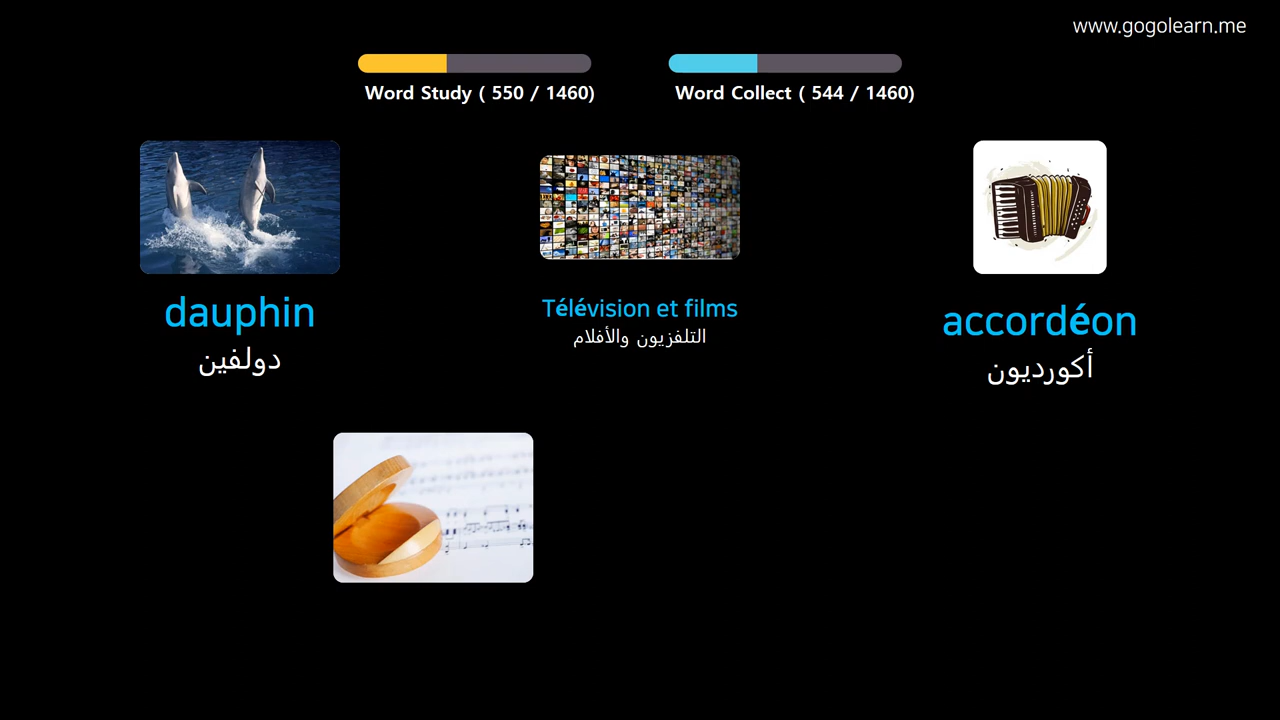 www.gogolearn.me
Word Study ( 550 / 1460)
Word Collect ( 544 / 1460)
dauphin
دولفين
Télévision et films
التلفزيون والأفلام
accordéon
أكورديون